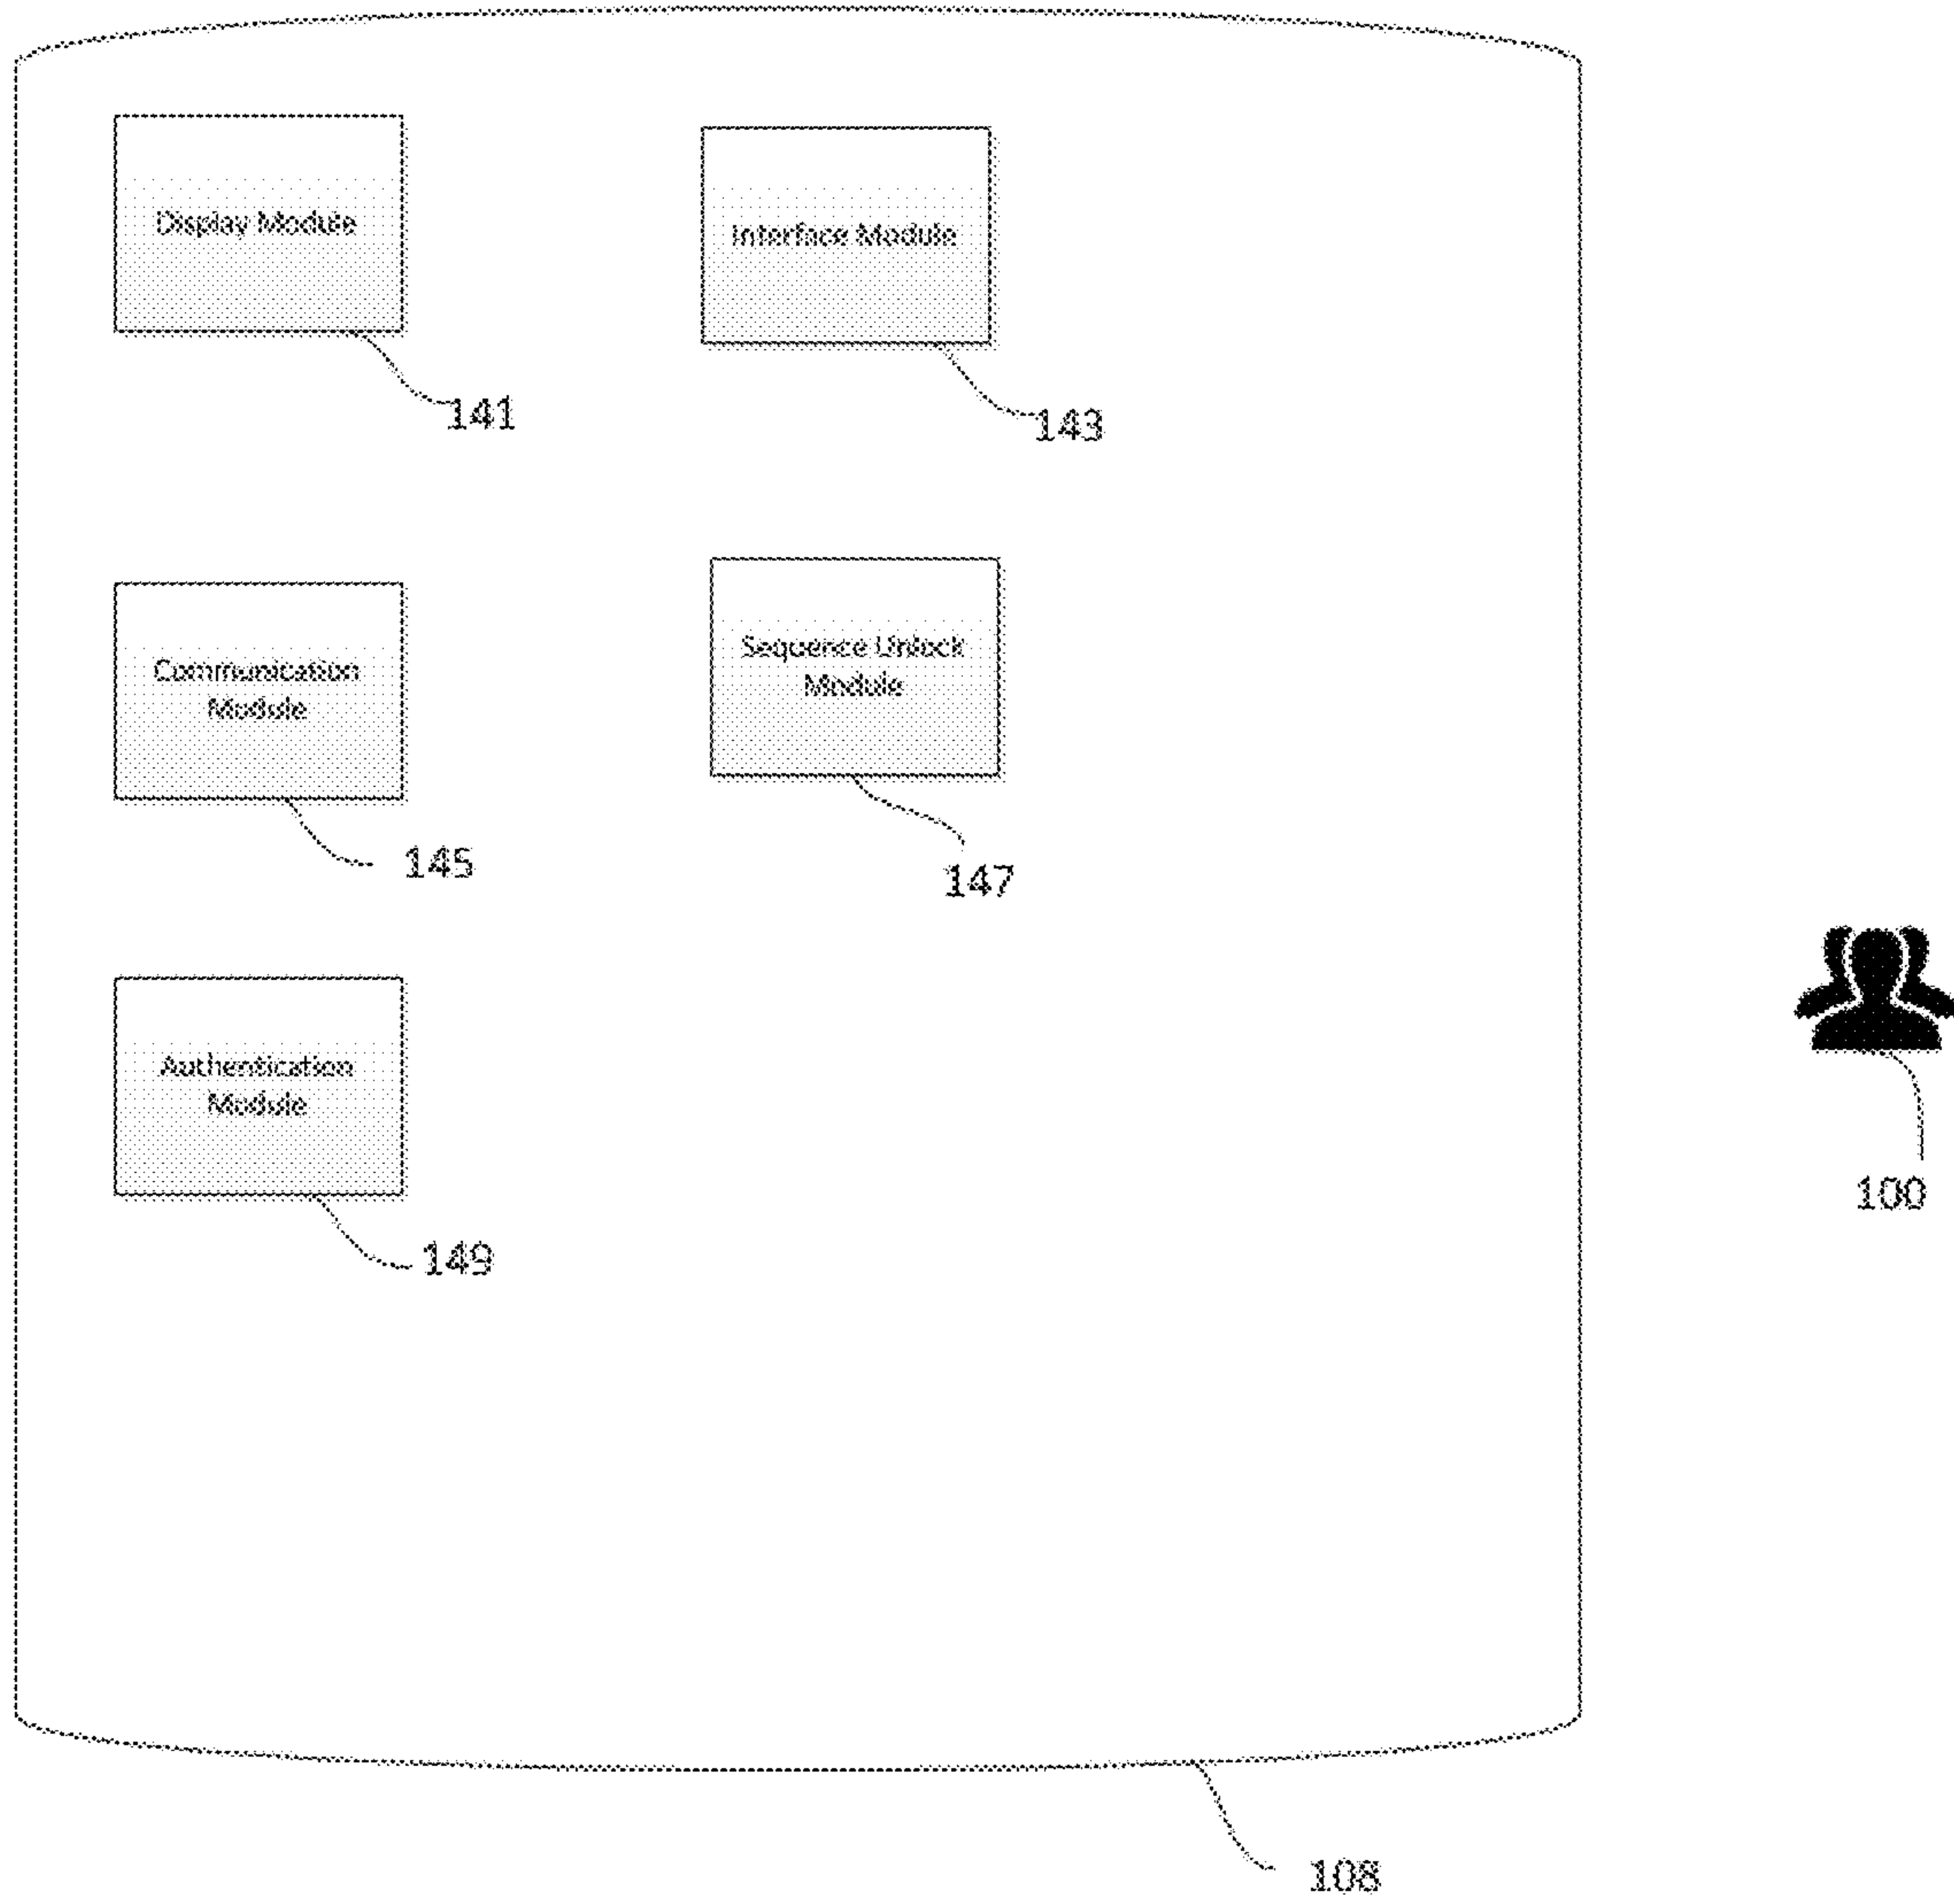 Display Module
Interface Module
141
143
Communication
Module
Sequence Unlock
Module
145
147
Authentication
Module
149
100
108